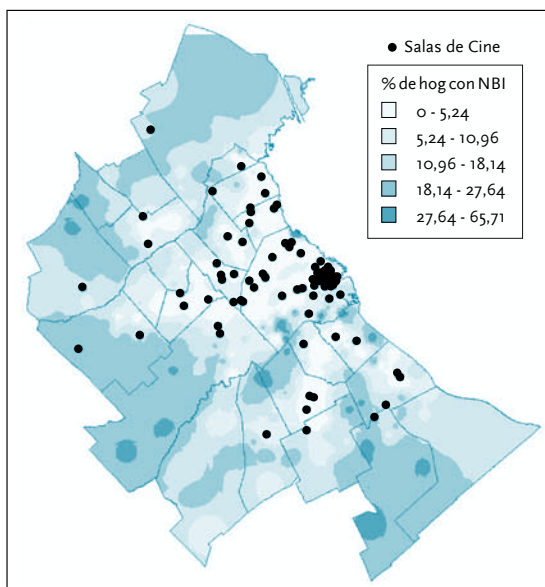 Salas de Cine
% de hog con NBI
0 - 5,24
5,24 - 10,96
10,96 - 18,14
18,14 - 27,64
27,64 - 65,71